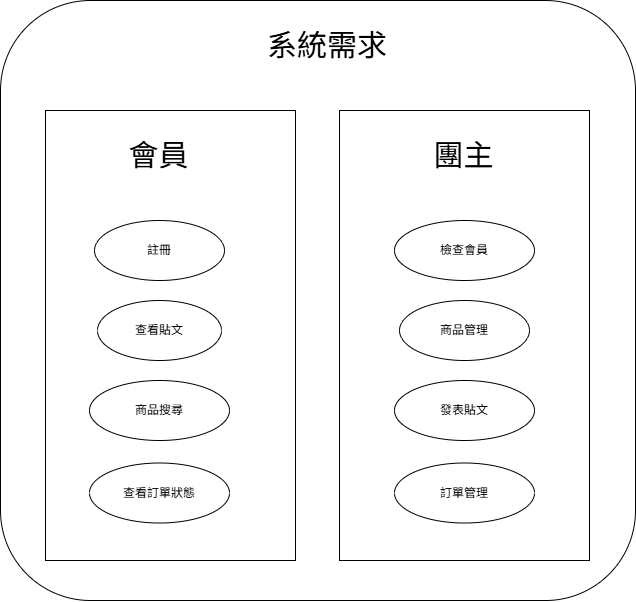 系統需求
會員
註冊
查看貼文
商品搜尋
查看訂單狀態
團主
檢查會員
商品管理
發表貼文
訂單管理